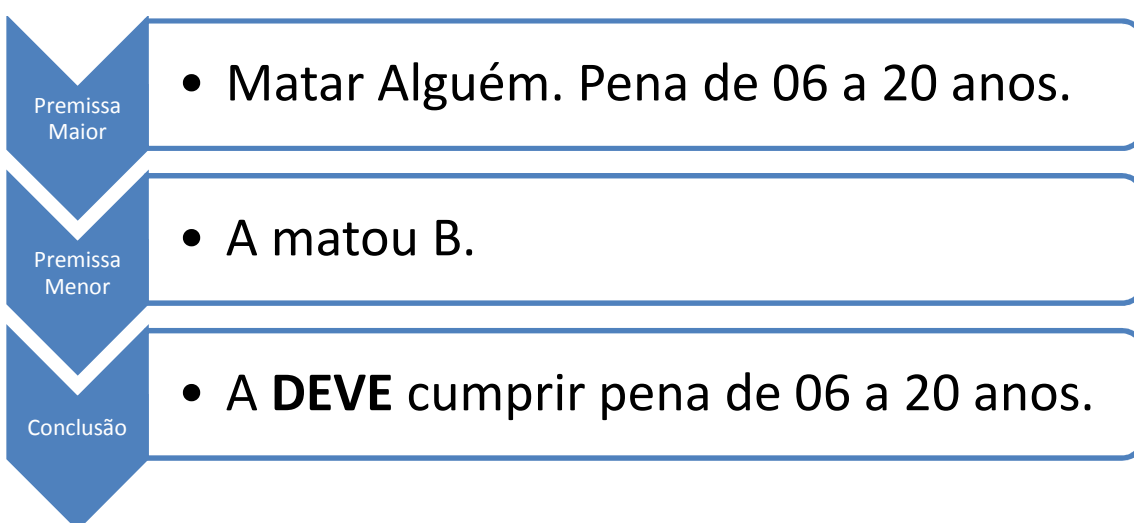 Premissa
Maior
• Matar Alguém. Pena de 06 a 20 anos.
Premissa
Menor
• A matou B.
Conclusão
• A DEVE cumprir pena de 06 a 20 anos.